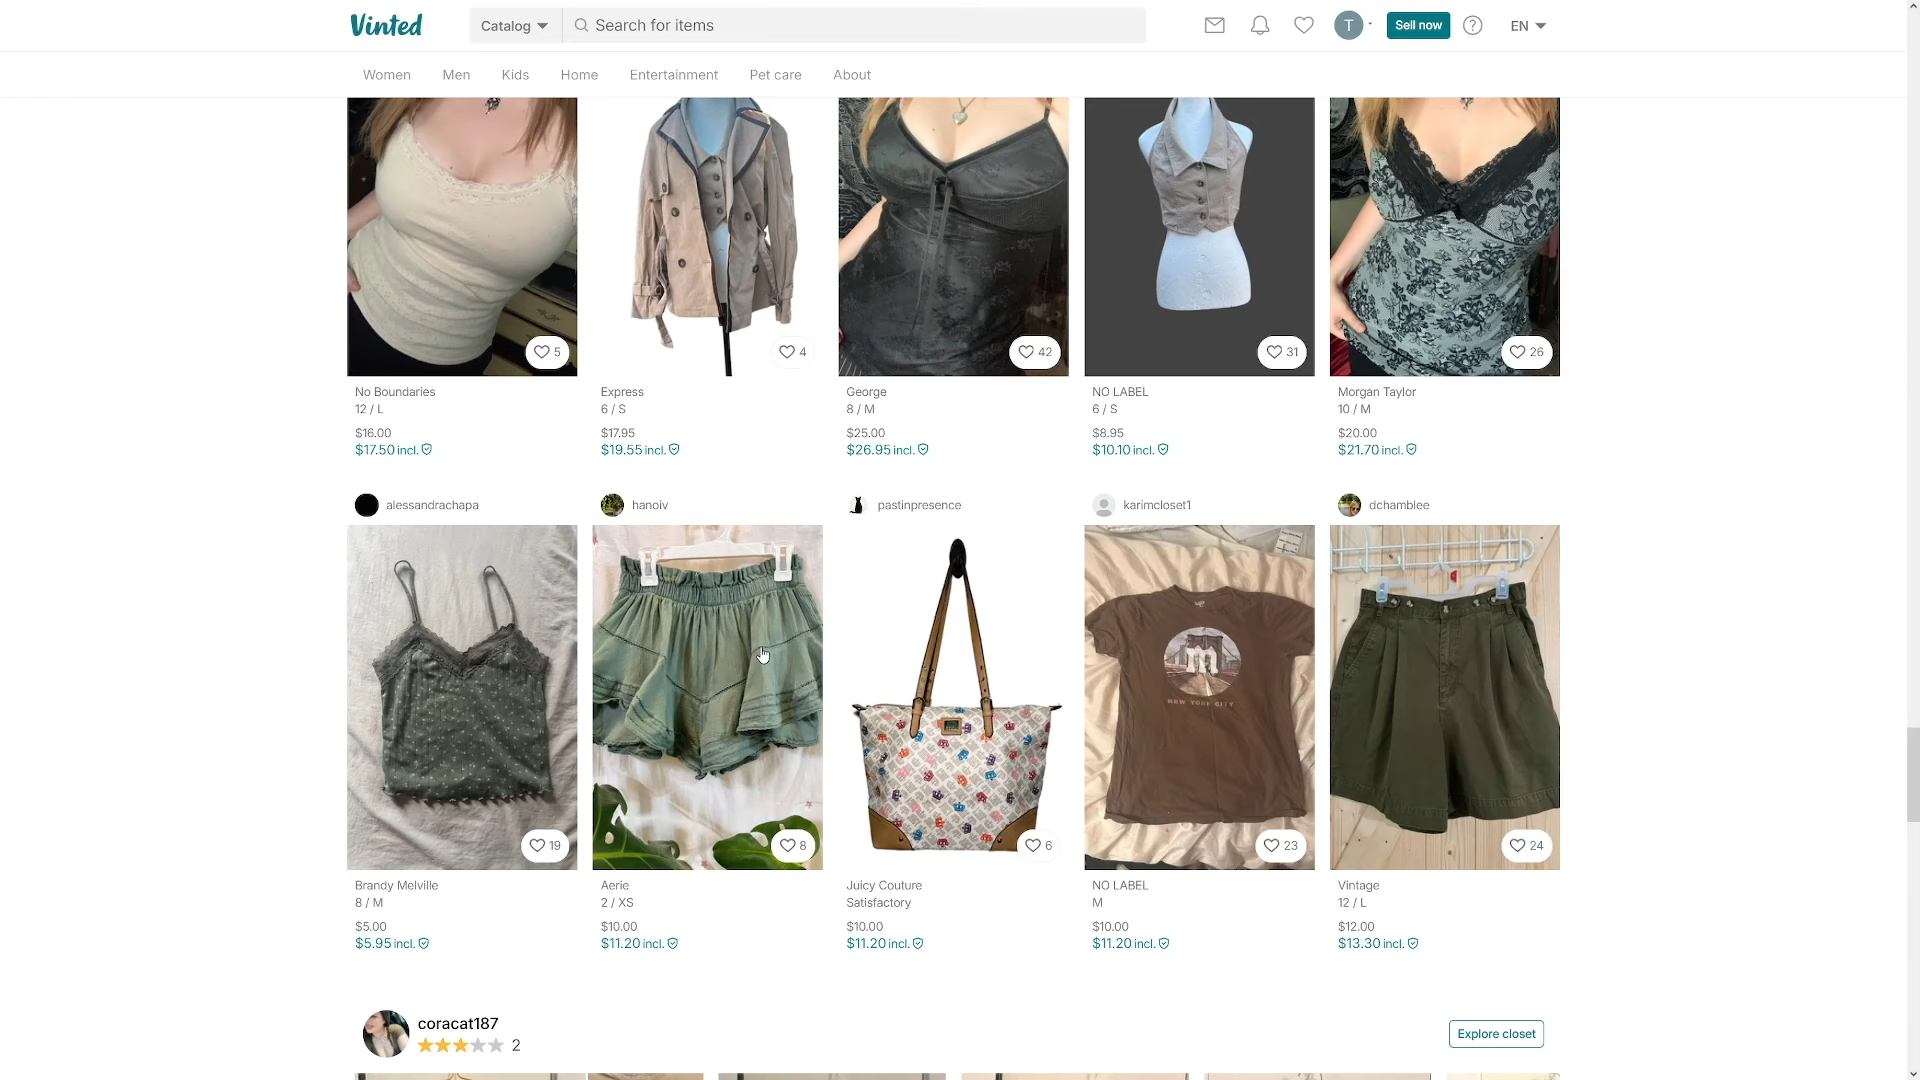 Vinted
Catalog
Search for items
T
Sell now
EN
Women
Men
Kids
Home
Entertainment
Pet care
About
5
4
42
31
26
No Boundaries
12 / L
$16.00
$17.50 incl.
Express
6 / S
$17.95
$19.55 incl.
George
8 / M
$25.00
$26.95 incl.
NO LABEL
6 / S
$8.95
$10.10 incl.
Morgan Taylor
10 / M
$20.00
$21.70 incl.
alessandrachapa
hanoiv
pastinpresence
karimcloset1
dchamblee
NEW YORK CITY
19
8
6
23
24
Brandy Melville
8 / M
$5.00
$5.95 incl.
Aerie
2 / XS
$10.00
$11.20 incl.
Juicy Couture
Satisfactory
$10.00
$11.20 incl.
NO LABEL
M
$10.00
$11.20 incl.
Vintage
12 / L
$12.00
$13.30 incl.
coracat187
2
Explore closet